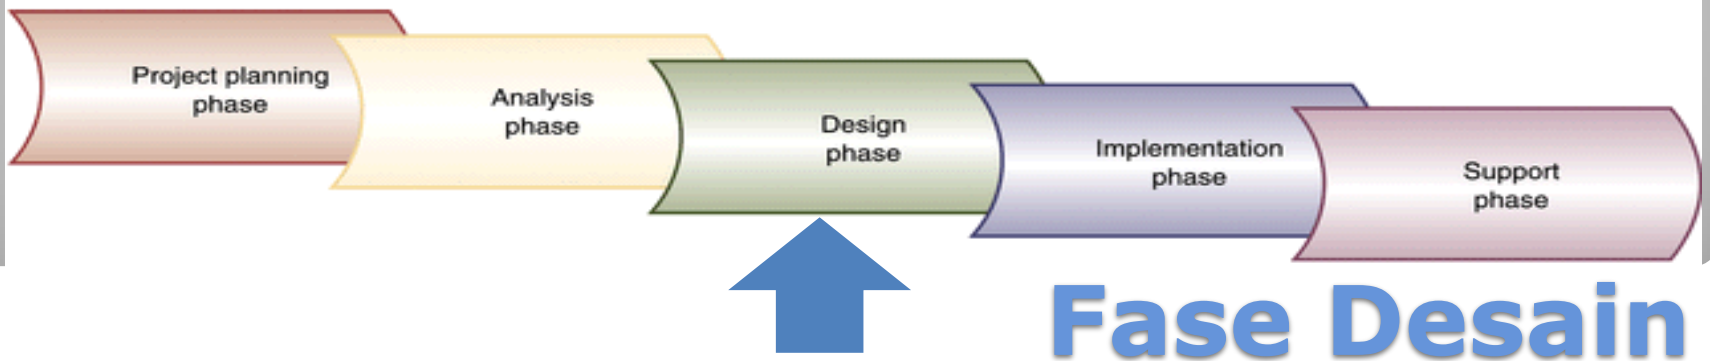 Project planning
phase
Analysis
phase
Design
phase
Implementation
phase
Support
phase
Fase Desain